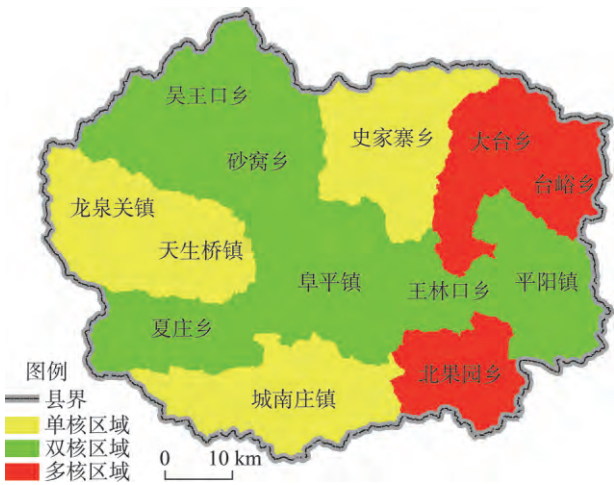 吴王口乡
史家寨乡
大台乡
砂窝乡
台峪乡
龙泉关镇
天生桥镇
阜平镇
王林口乡
平阳镇
夏庄乡
北果园乡
城南庄镇
图例
县界
单核区域
双核区域
多核区域
0 10 km